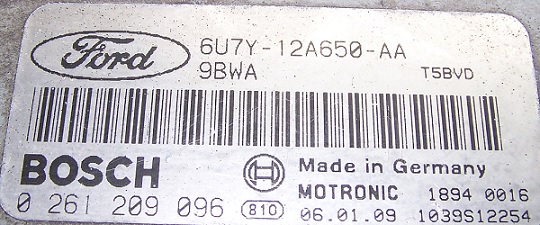 Ford 6U7Y-12A650-AA
9BWA T5BVD
BOSCH Made in Germany
MOTRONIC 1894 0016
0 261 209 096 810 06.01.09 1039S12254